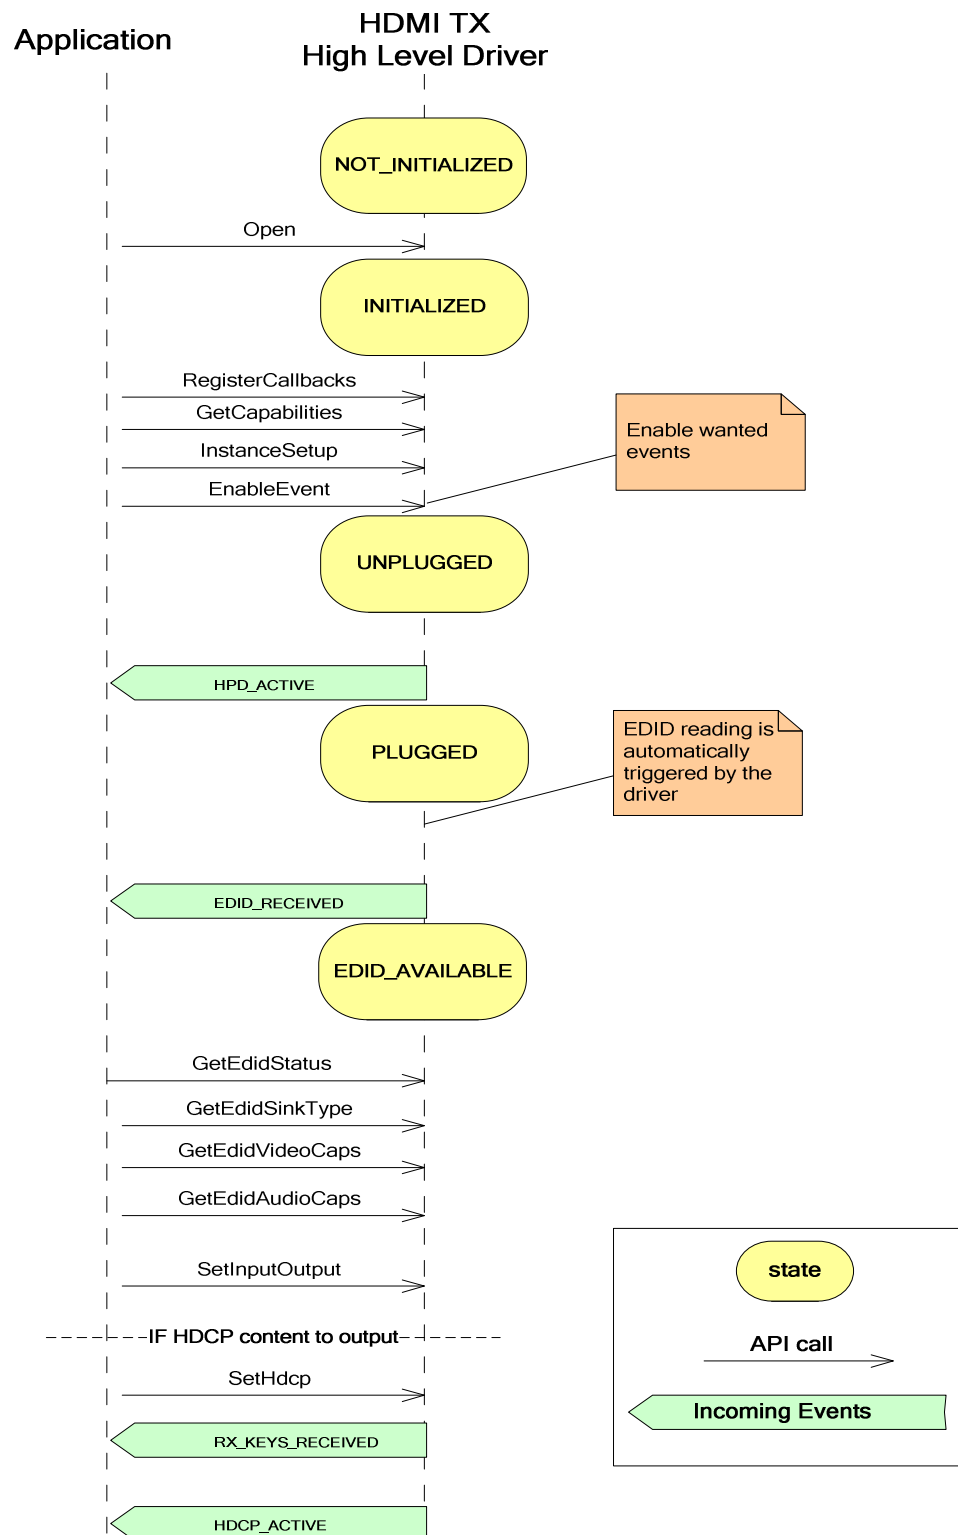 Application
HDMI TX
High Level Driver
NOT_INITIALIZED
Open
INITIALIZED
RegisterCallbacks
GetCapabilities
InstanceSetup
EnableEvent
Enable wanted
events
UNPLUGGED
HPD_ACTIVE
PLUGGED
EDID reading is
automatically
triggered by the
driver
EDID_RECEIVED
EDID_AVAILABLE
GetEdidStatus
GetEdidSinkType
GetEdidVideoCaps
GetEdidAudioCaps
SetInputOutput
IF HDCP content to output
SetHdcp
RX_KEYS_RECEIVED
HDCP_ACTIVE
state
API call
Incoming Events